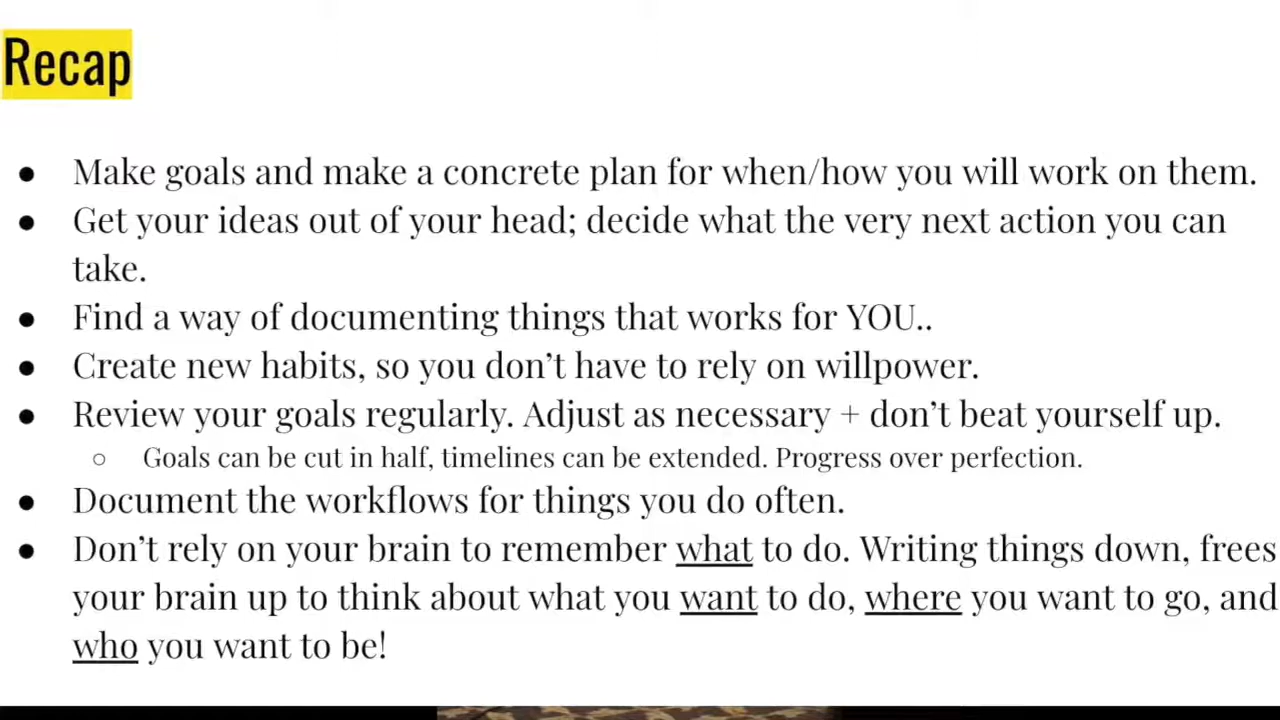 Recap
● Make goals and make a concrete plan for when/how you will work on them.
● Get your ideas out of your head; decide what the very next action you can
take.
● Find a way of documenting things that works for YOU..
● Create new habits, so you don’t have to rely on willpower.
● Review your goals regularly. Adjust as necessary + don’t beat yourself up.
○ Goals can be cut in half, timelines can be extended. Progress over perfection.
● Document the workflows for things you do often.
● Don’t rely on your brain to remember what to do. Writing things down, frees
your brain up to think about what you want to do, where you want to go, and
who you want to be!